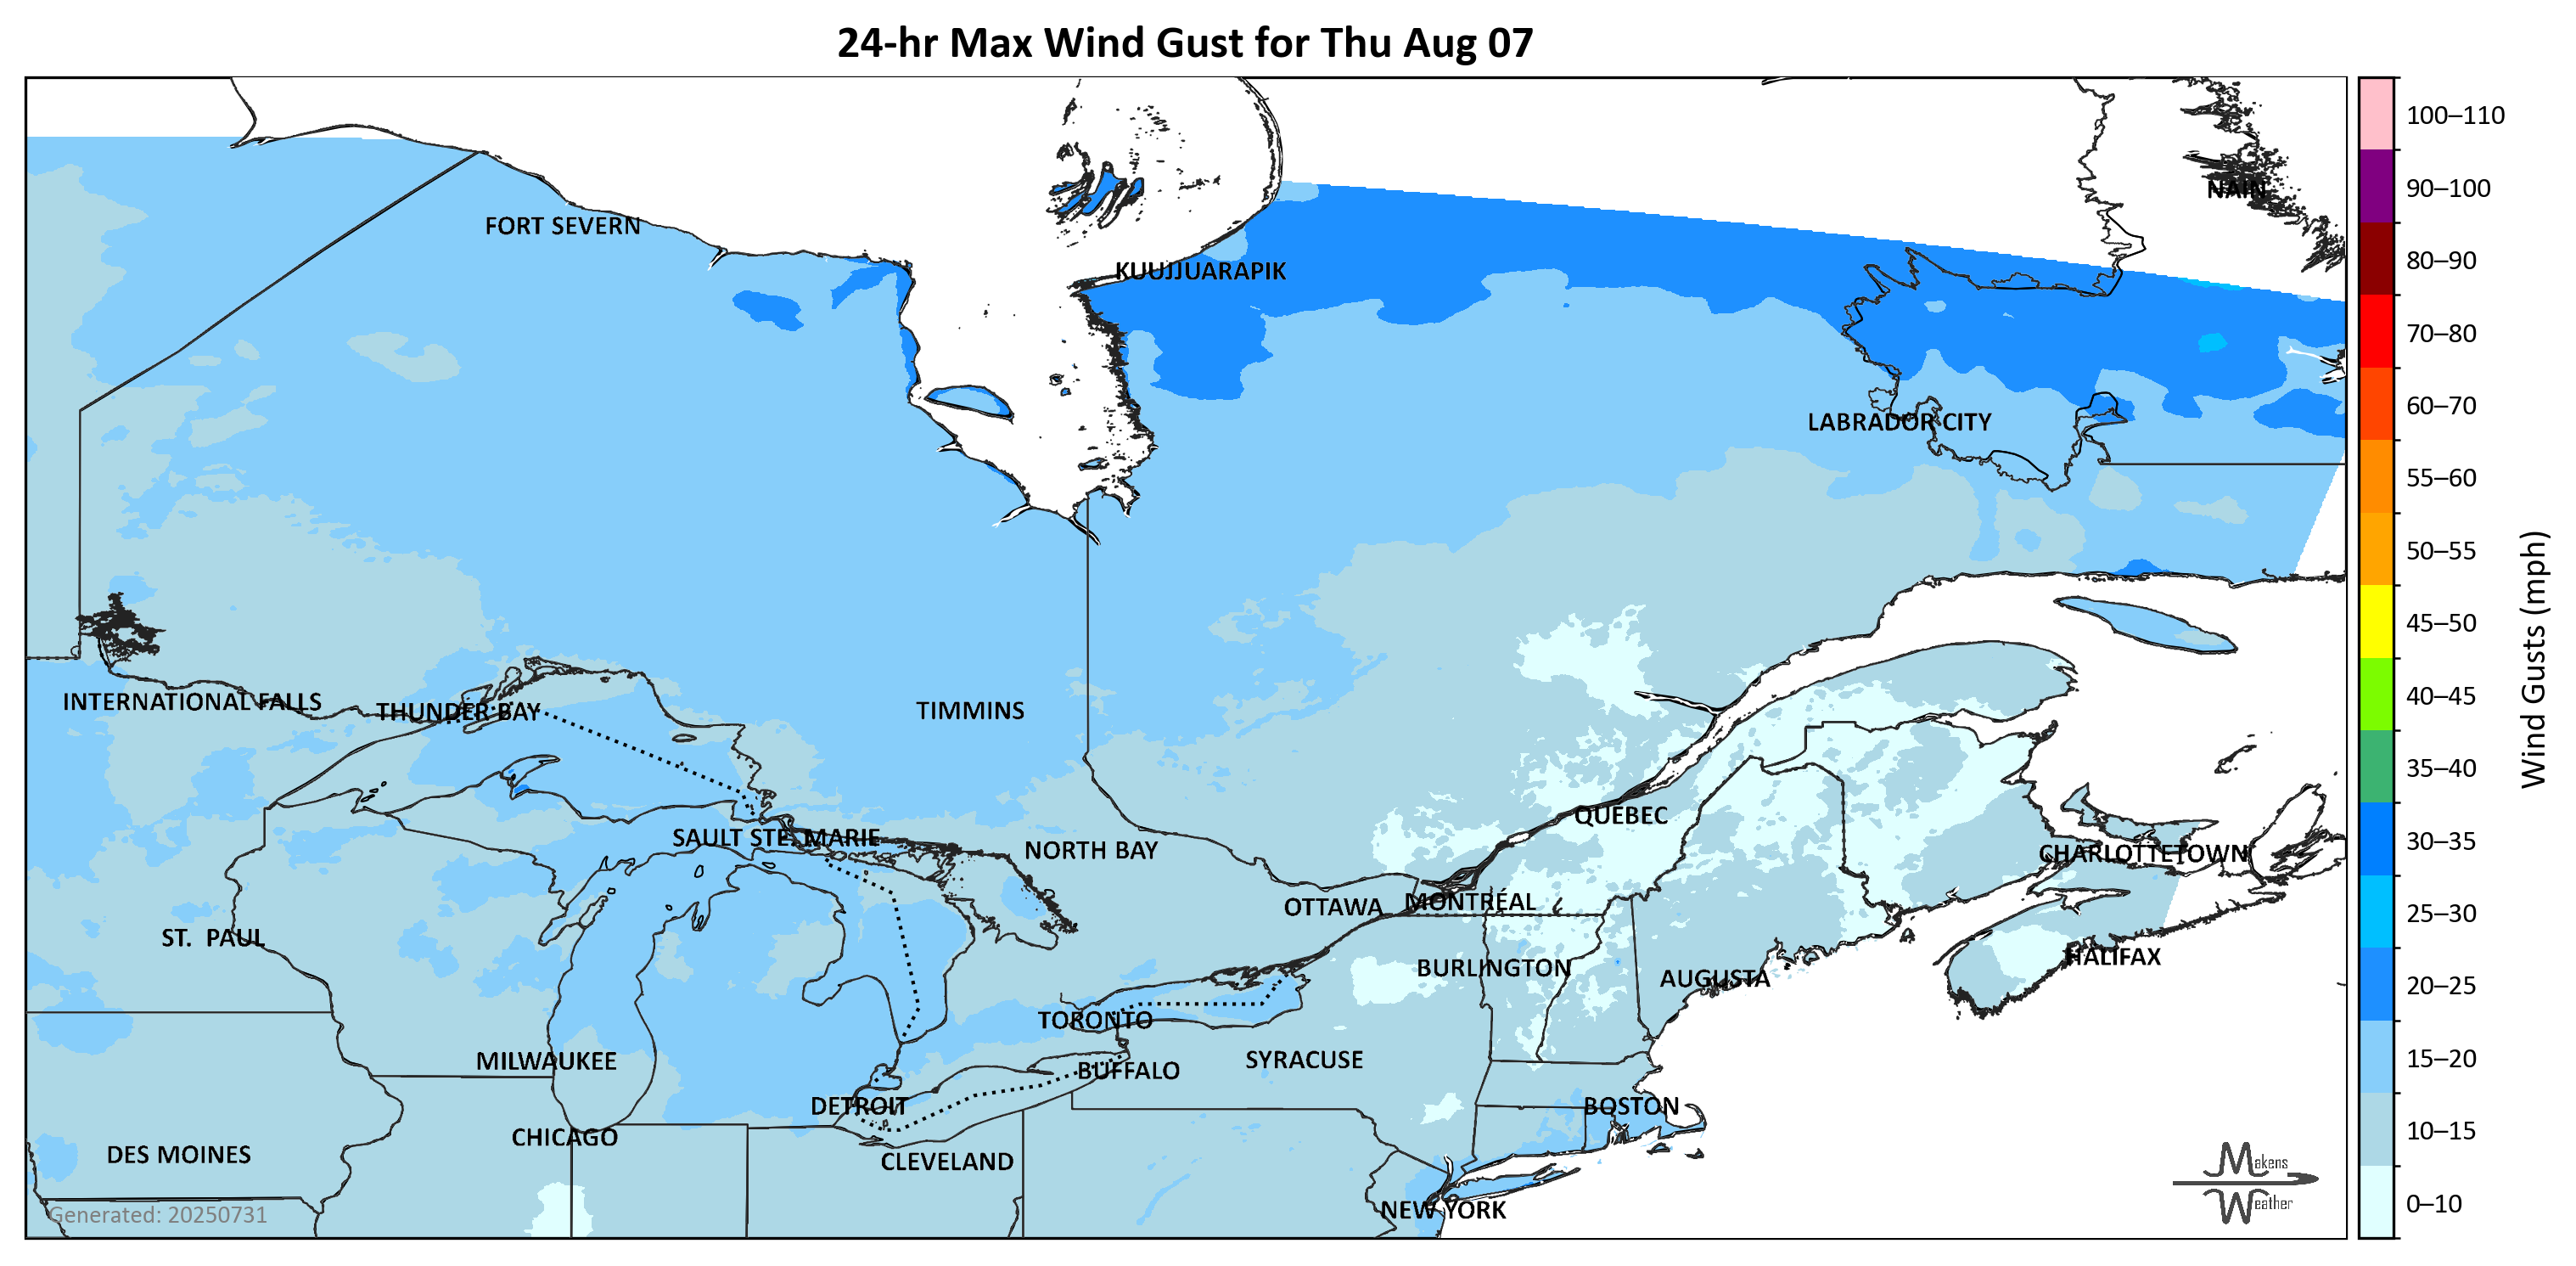 24-hr Max Wind Gust for Thu Aug 07
100–110
90–100
NAIN
FORT SEVERN
80–90
KUUJJUARAPIK
70–80
60–70
LABRADOR CITY
55–60
50–55
45–50
Wind Gusts (mph)
40–45
INTERNATIONAL FALLS
THUNDER BAY
TIMMINS
35–40
QUEBEC
SAULT STE. MARIE
30–35
NORTH BAY
CHARLOTTETOWN
OTTAWA
MONTRÉAL
25–30
ST. PAUL
HALIFAX
BURLINGTON
AUGUSTA
20–25
TORONTO
MILWAUKEE
SYRACUSE
15–20
BUFFALO
DETROIT
BOSTON
10–15
CHICAGO
DES MOINES
CLEVELAND
Makens
Weather
0–10
NEW YORK
Generated: 20250731